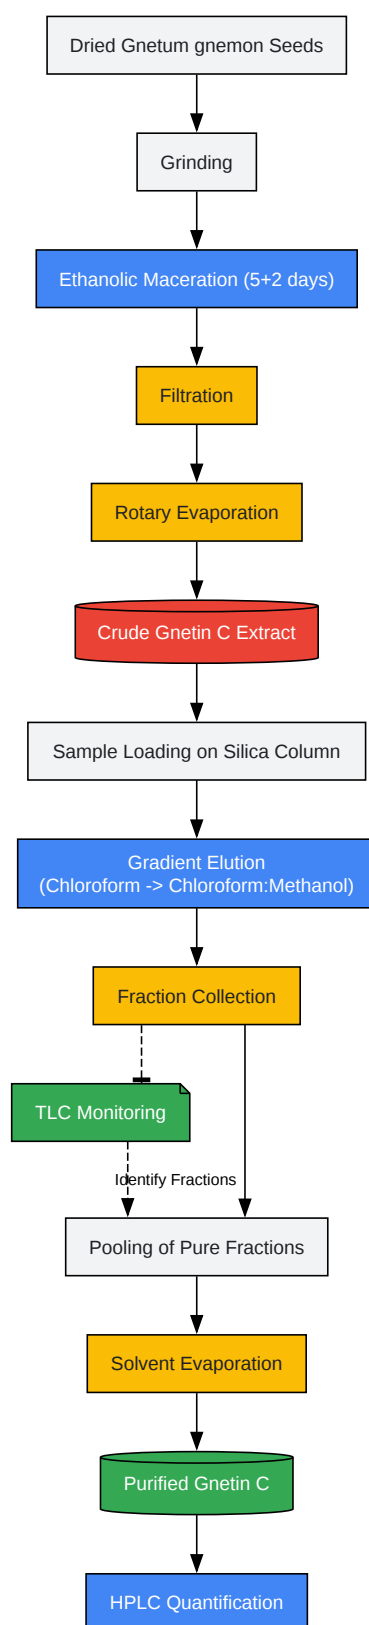 Dried Gnetum gnemon Seeds
Grinding
Ethanolic Maceration (5+2 days)
Filtration
Rotary Evaporation
Crude Gnetin C Extract
Sample Loading on Silica Column
Gradient Elution
(Chloroform -> Chloroform:Methanol)
Fraction Collection
TLC Monitoring
Identify Fractions
Pooling of Pure Fractions
Solvent Evaporation
Purified Gnetin C
HPLC Quantification